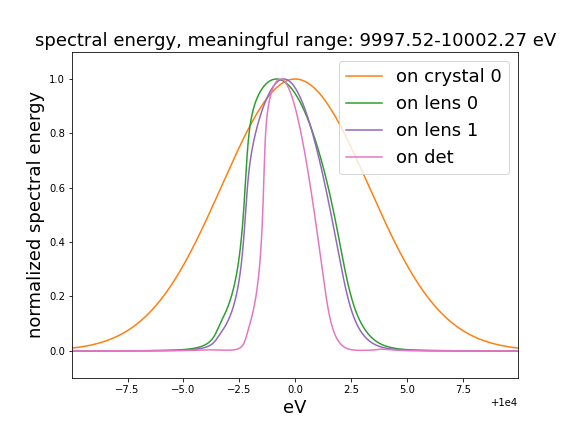 spectral energy, meaningful range: 9997.52-10002.27 eV
normalized spectral energy
1.0
0.8
0.6
0.4
0.2
0.0
on crystal 0
on lens 0
on lens 1
on det
−7.5
−5.0
−2.5
0.0
2.5
5.0
7.5
eV
+1e4